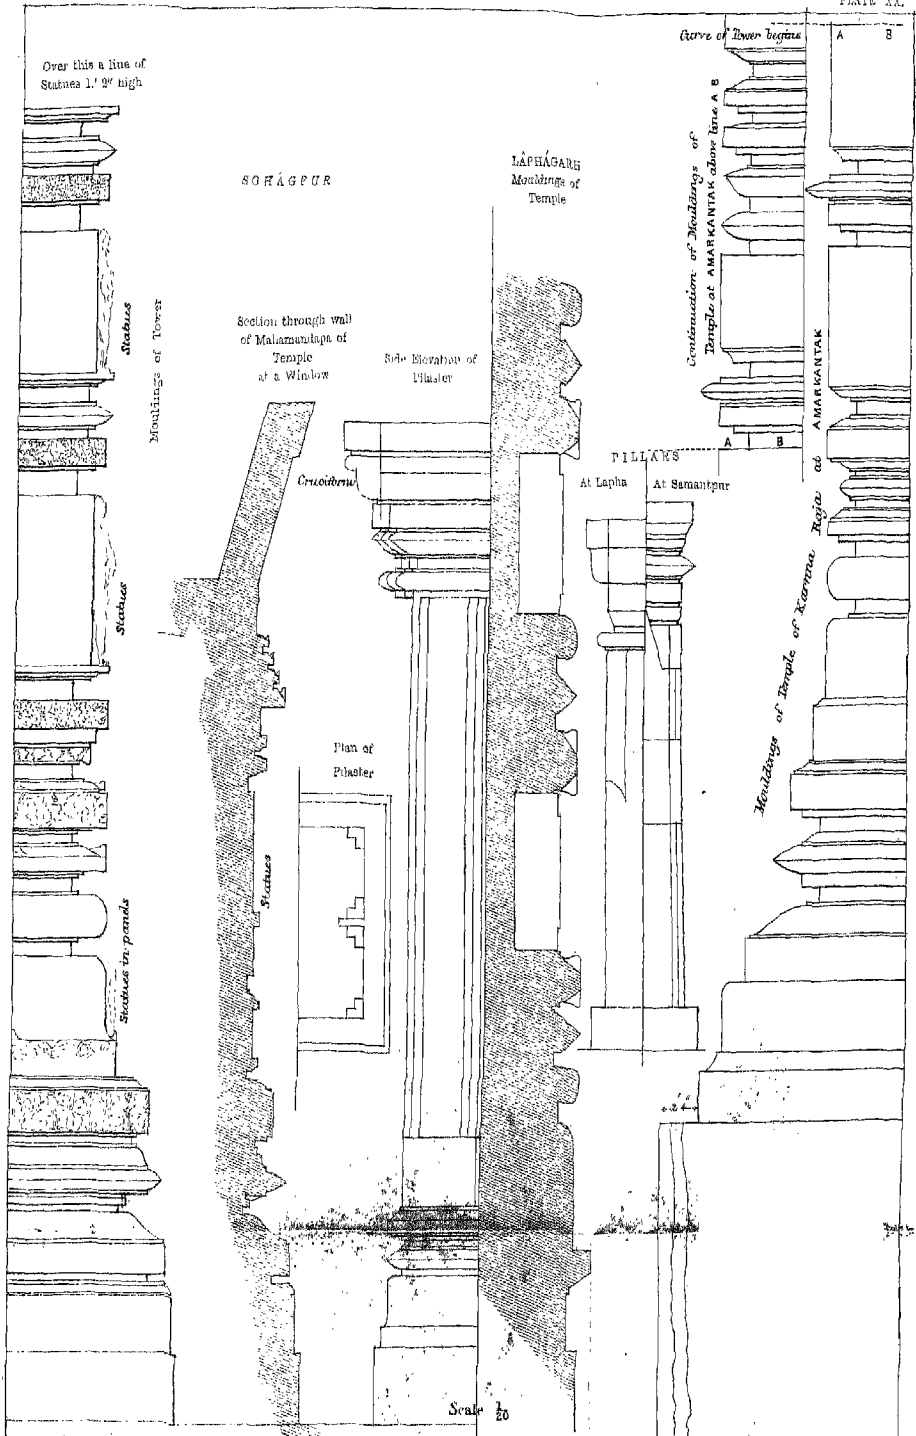 PLATE XX.
Over this a line of
Statues 1.' 2" high
SOHÁGPUR
Mouldings of Tower
Statues
Statues
Statues in panels
Section through wall
of Mahamandapa of
Temple
at a Window
Statues
Side Elevation of
Pilaster
Cruciform
Plan of
Pilaster
LÂPHÁGARH
Mouldings of
Temple
Curve of Tower begins
A B
Continuation of Mouldings of
Temple at AMARKANTAK above line A B
A B
PILLARS
At Lapha
At Samantpur
Mouldings of Temple of Karnna Raja at AMARKANTAK
Scale 1/20